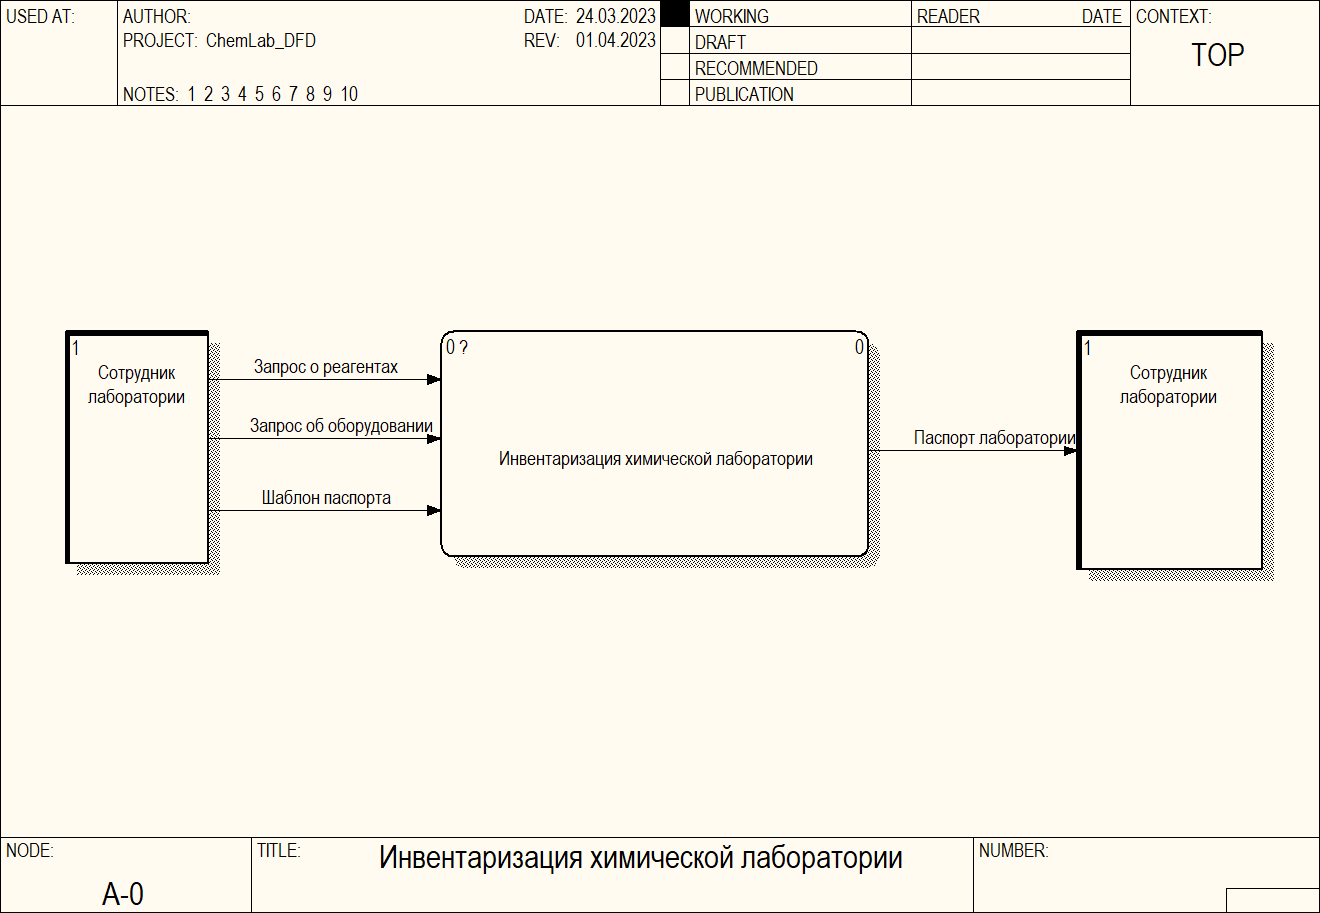 USED AT:
AUTHOR:
DATE: 24.03.2023
PROJECT: ChemLab_DFD
REV: 01.04.2023
NOTES: 1 2 3 4 5 6 7 8 9 10
WORKING
DRAFT
RECOMMENDED
PUBLICATION
READER DATE
CONTEXT:
TOP
1
Сотрудник
лаборатории
Запрос о реагентах
Запрос об оборудовании
Шаблон паспорта
0 ?
0
Инвентаризация химической лаборатории
Паспорт лаборатории
1
Сотрудник
лаборатории
NODE:
A-0
TITLE:
Инвентаризация химической лаборатории
NUMBER: